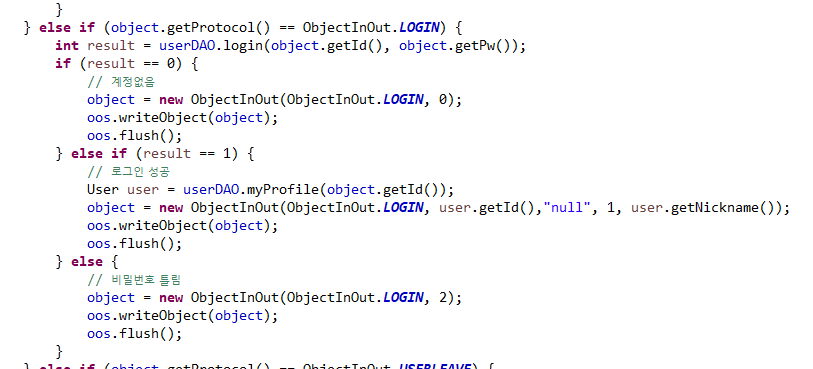 }
} else if (object.getProtocol() == ObjectInOut.LOGIN) {
int result = userDAO.login(object.getId(), object.getPw());
if (result == 0) {
// 계정없음
object = new ObjectInOut(ObjectInOut.LOGIN, 0);
oos.writeObject(object);
oos.flush();
} else if (result == 1) {
// 로그인 성공
User user = userDAO.myProfile(object.getId());
object = new ObjectInOut(ObjectInOut.LOGIN, user.getId(),"null", 1, user.getNickname());
oos.writeObject(object);
oos.flush();
} else {
// 비밀번호 틀림
object = new ObjectInOut(ObjectInOut.LOGIN, 2);
oos.writeObject(object);
oos.flush();
}
} else if (object.getProtocol() == ObjectInOut.USERLEAVE) {